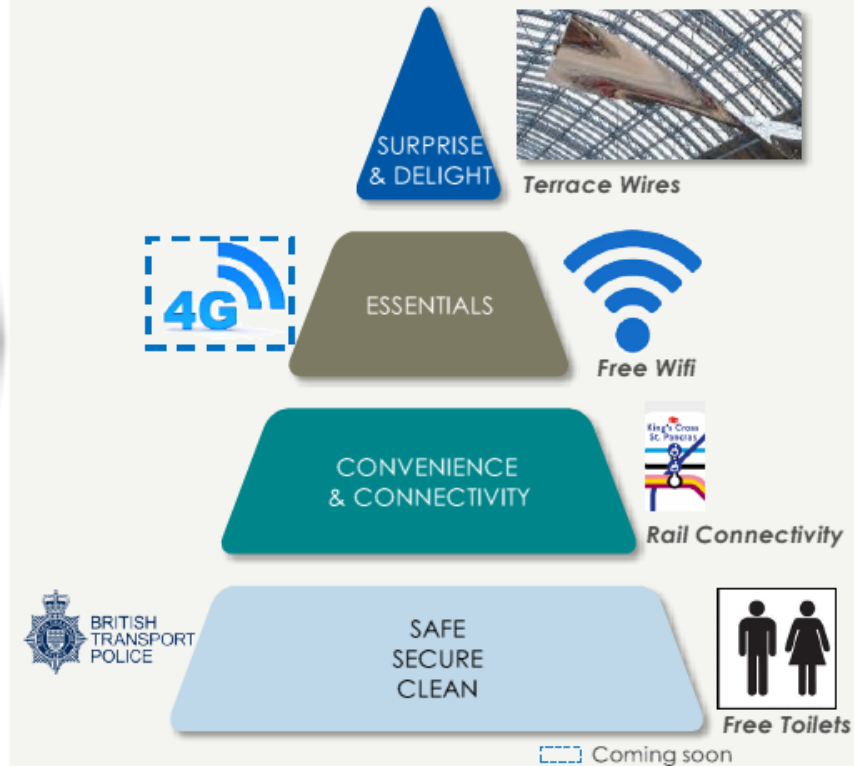 SURPRISE
& DELIGHT
Terrace Wires
4G
ESSENTIALS
Free Wifi
CONVENIENCE
& CONNECTIVITY
King's Cross
St. Pancras
Rail Connectivity
BRITISH
TRANSPORT
POLICE
SAFE
SECURE
CLEAN
Free Toilets
Coming soon